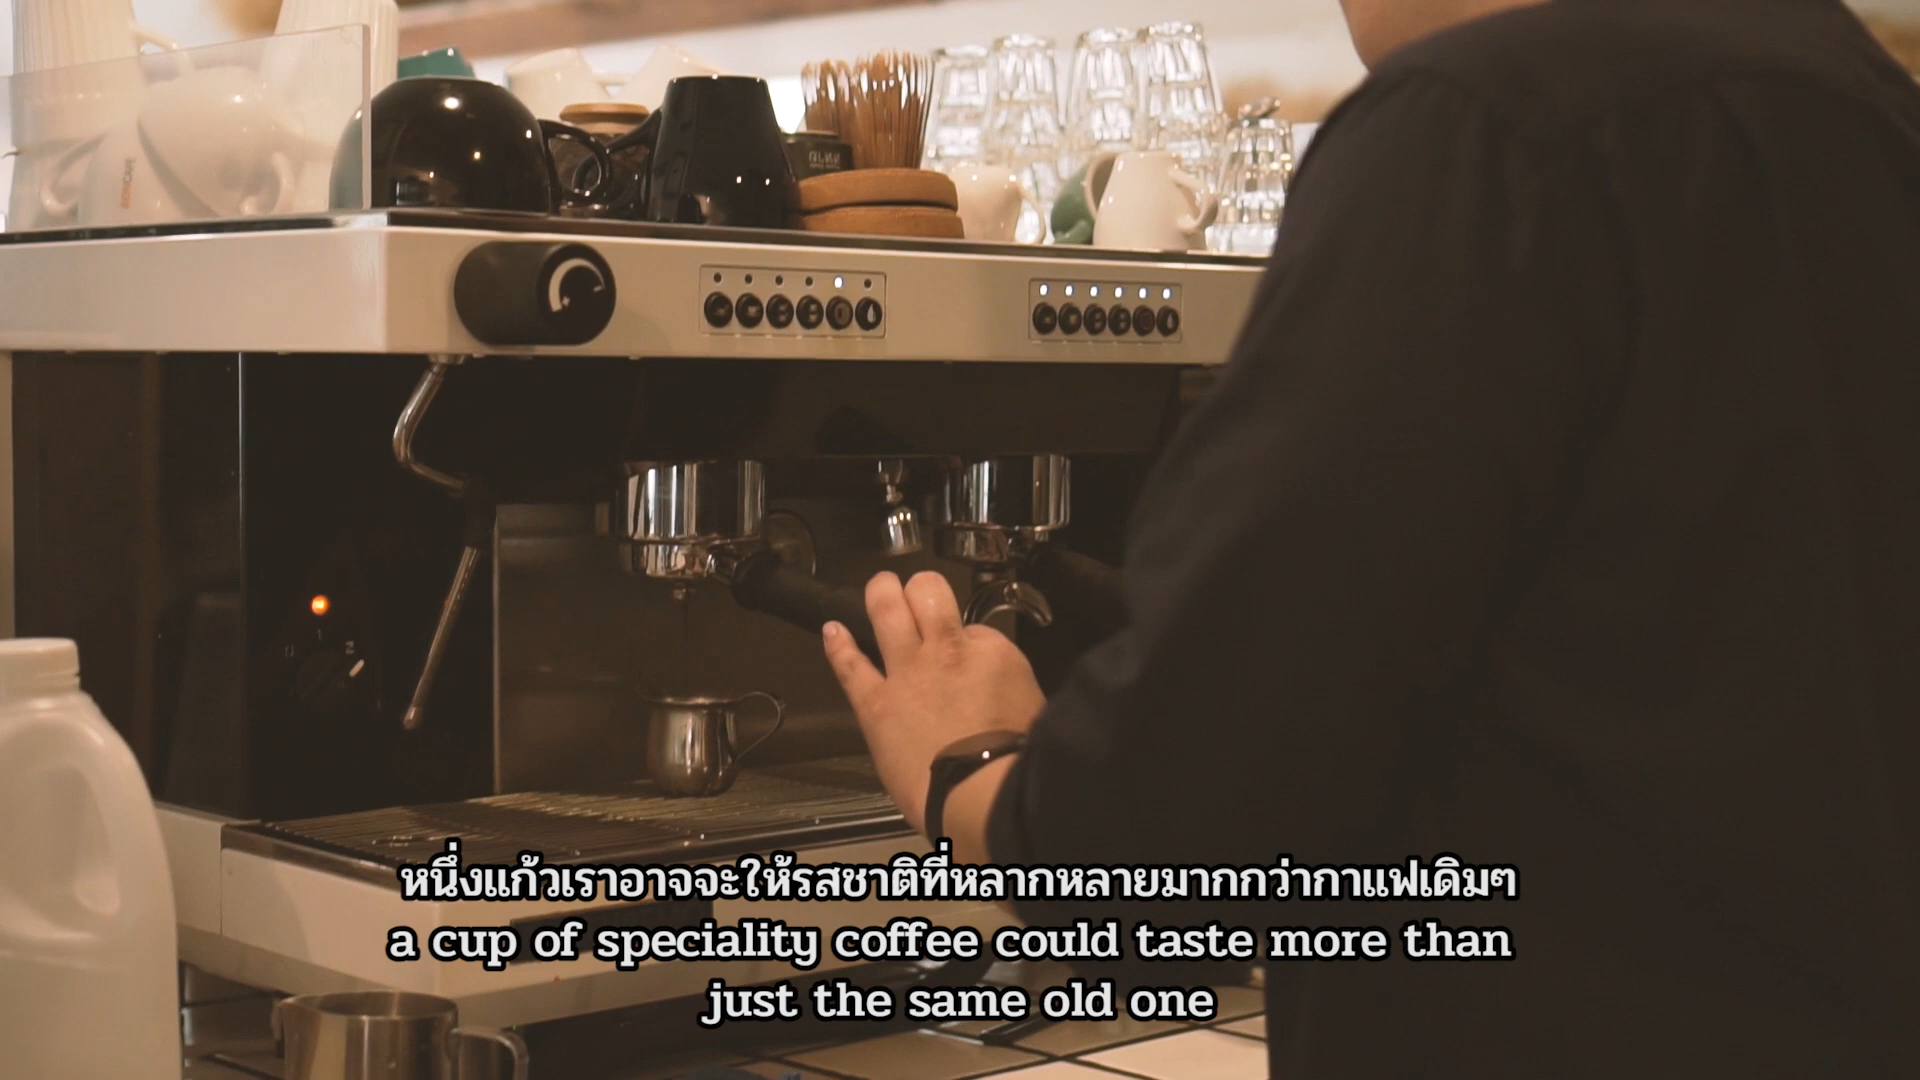 หนึ่งแก้วเราอาจจะให้รสชาติที่หลากหลายมากกว่ากาแฟเดิมๆ
a cup of speciality coffee could taste more than
just the same old one